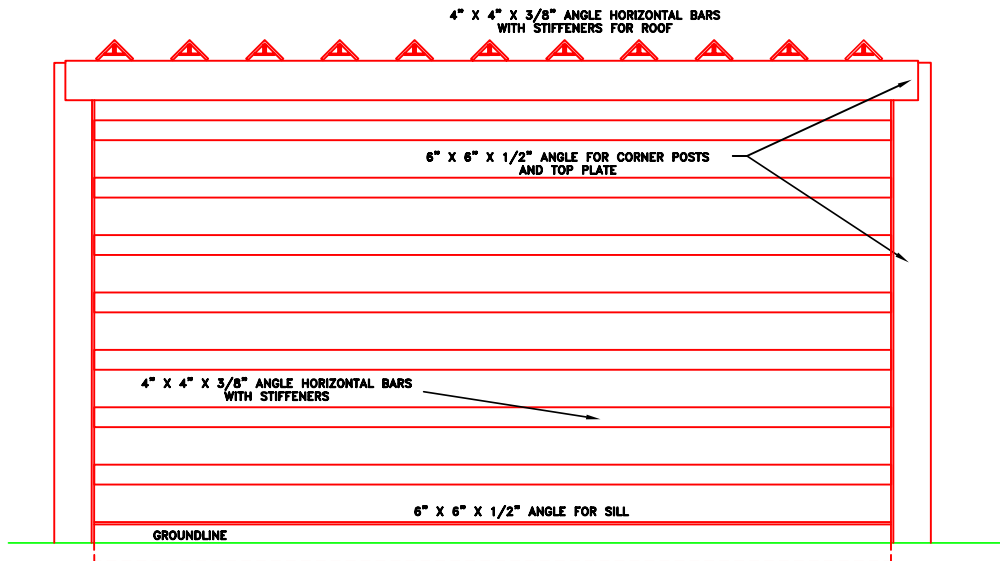 4" X 4" X 3/8" ANGLE HORIZONTAL BARS
WITH STIFFENERS FOR ROOF
6" X 6" X 1/2" ANGLE FOR CORNER POSTS
AND TOP PLATE
4" X 4" X 3/8" ANGLE HORIZONTAL BARS
WITH STIFFENERS
6" X 6" X 1/2" ANGLE FOR SILL
GROUNDLINE